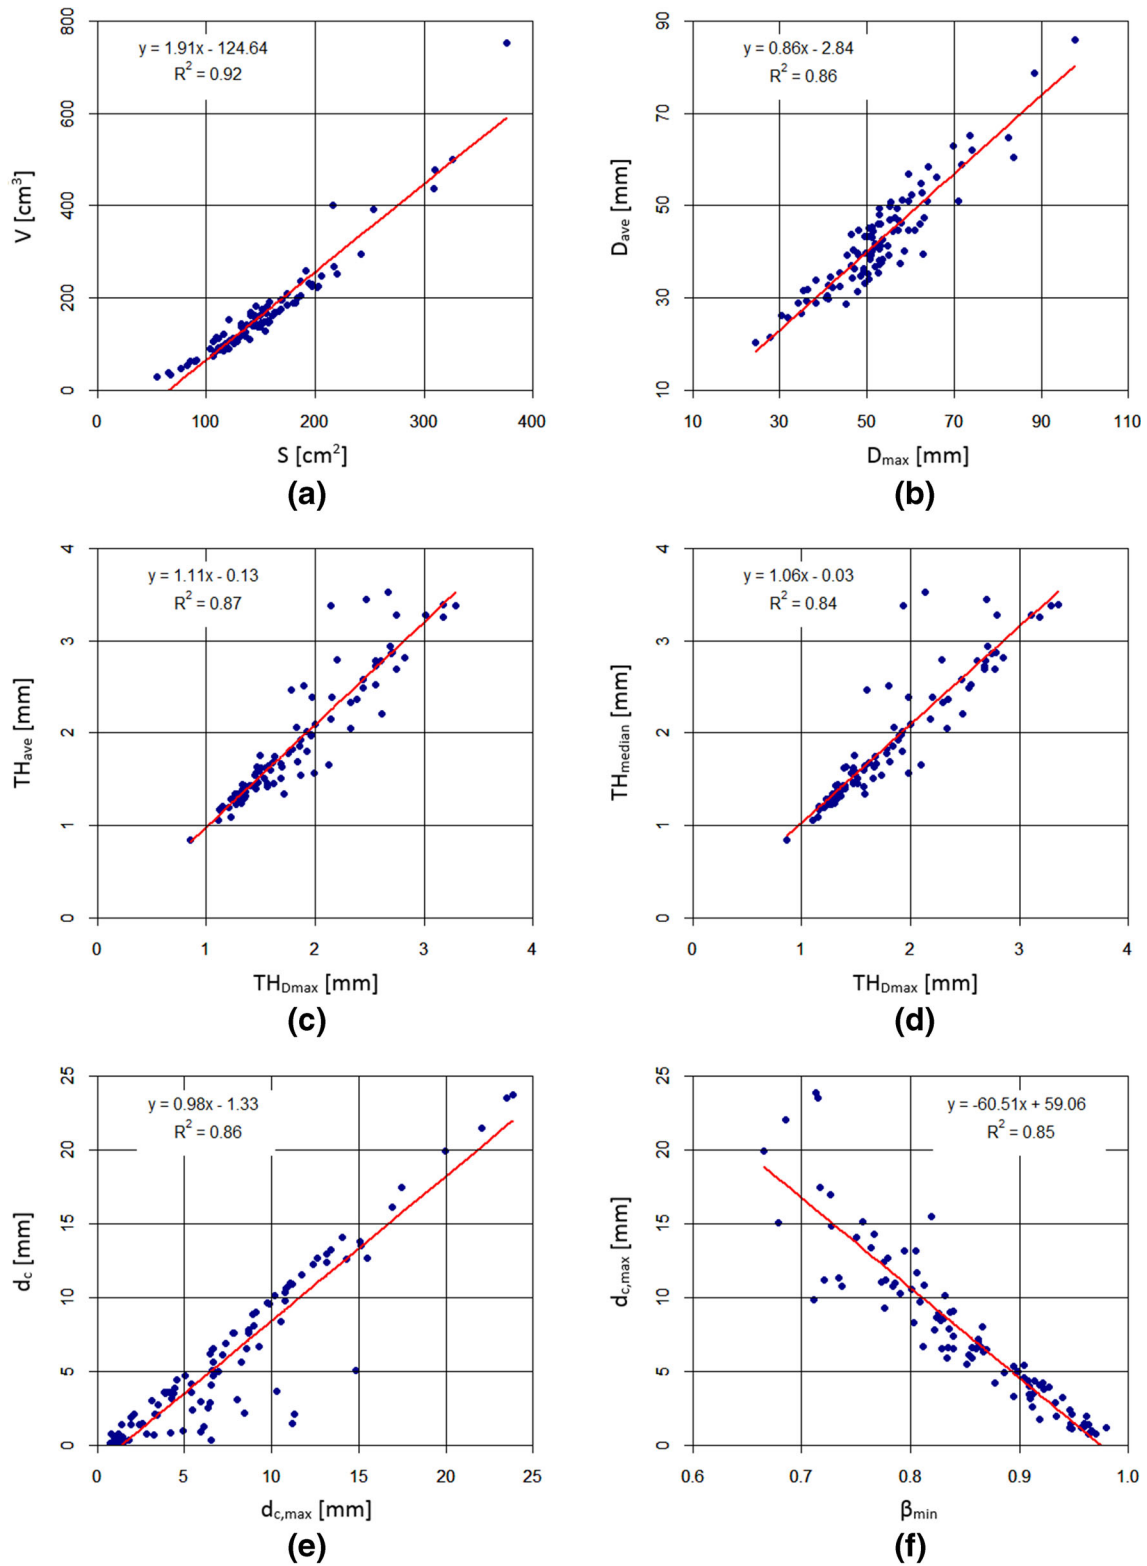 y = 1.91x - 124.64
R² = 0.92
800
600
400
200
0
V [cm³]
0 100 200 300 400
S [cm²]
(a)
y = 0.86x - 2.84
R² = 0.86
90
70
50
30
10
Dave [mm]
10 30 50 70 90 110
Dmax [mm]
(b)
y = 1.11x - 0.13
R² = 0.87
4
3
2
1
0
THave [mm]
0 1 2 3 4
THDmax [mm]
(c)
y = 1.06x - 0.03
R² = 0.84
4
3
2
1
0
THmedian [mm]
0 1 2 3 4
THDmax [mm]
(d)
y = 0.98x - 1.33
R² = 0.86
25
20
15
10
5
0
dc [mm]
0 5 10 15 20 25
dc,max [mm]
(e)
y = -60.51x + 59.06
R² = 0.85
25
20
15
10
5
0
dc,max [mm]
0.6 0.7 0.8 0.9 1.0
βmin
(f)